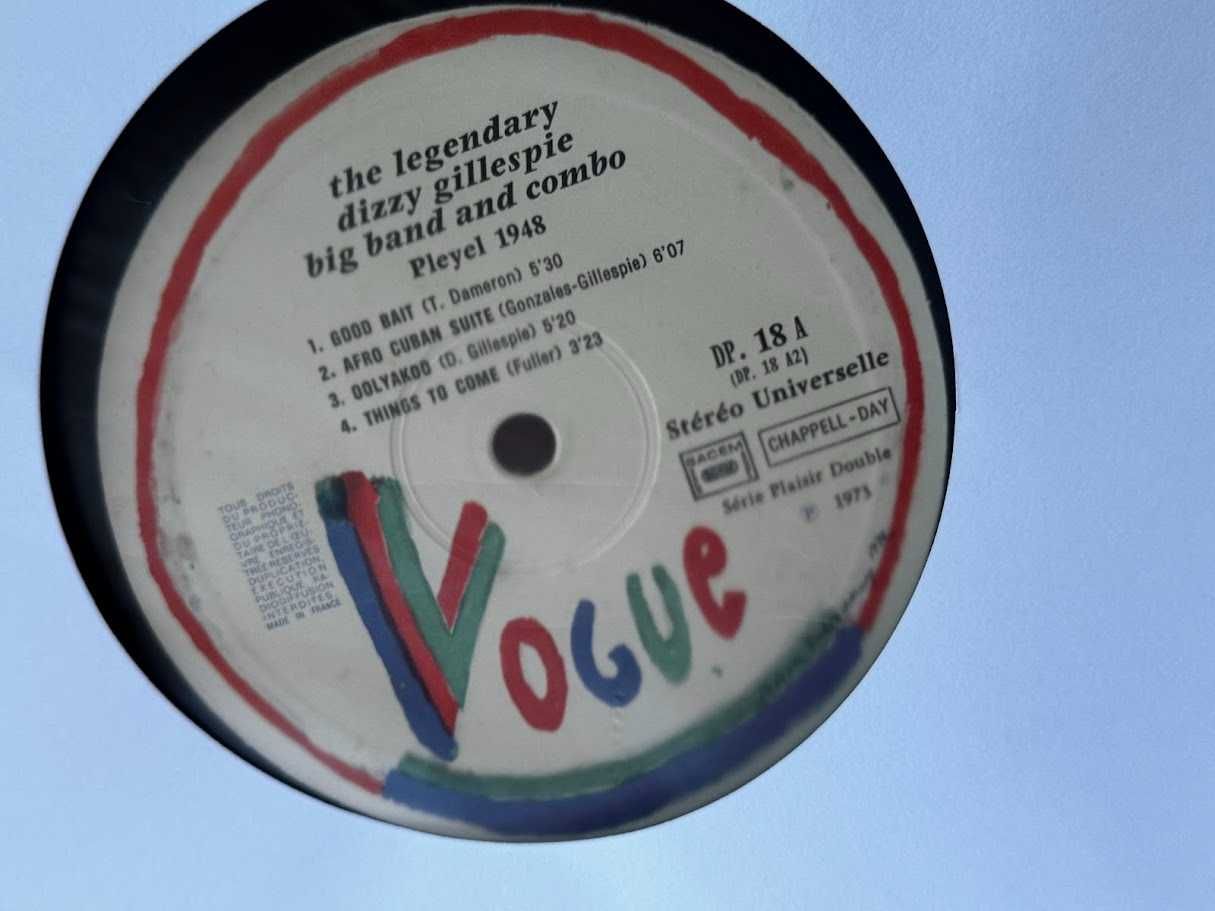 the legendary
dizzy gillespie
big band and combo
Pleyel 1948
1. GOOD BAIT (T. Dameron) 5'30
2. AFRO CUBAN SUITE (Gonzales-Gillespie) 6'07
3. OOLYAKOO (D. Gillespie) 5'20
4. THINGS TO COME (Fuller) 3'23
DP. 18 A
(DP. 18 A2)
Stéréo Universelle
SACEM
CHAPPELL-DAY
Série Plaisir Double
℗ 1973
TOUS DROITS
DU PRODUC-
TEUR PHONO-
GRAPHIQUE ET
DU PROPRIÉ-
TAIRE DE L'ŒU-
VRE ENREGIS-
TRÉE RÉSERVÉS
DUPLICATION,
EXÉCUTION
PUBLIQUE, RA-
DIODIFFUSION
INTERDITES
MADE IN FRANCE
VOGUE